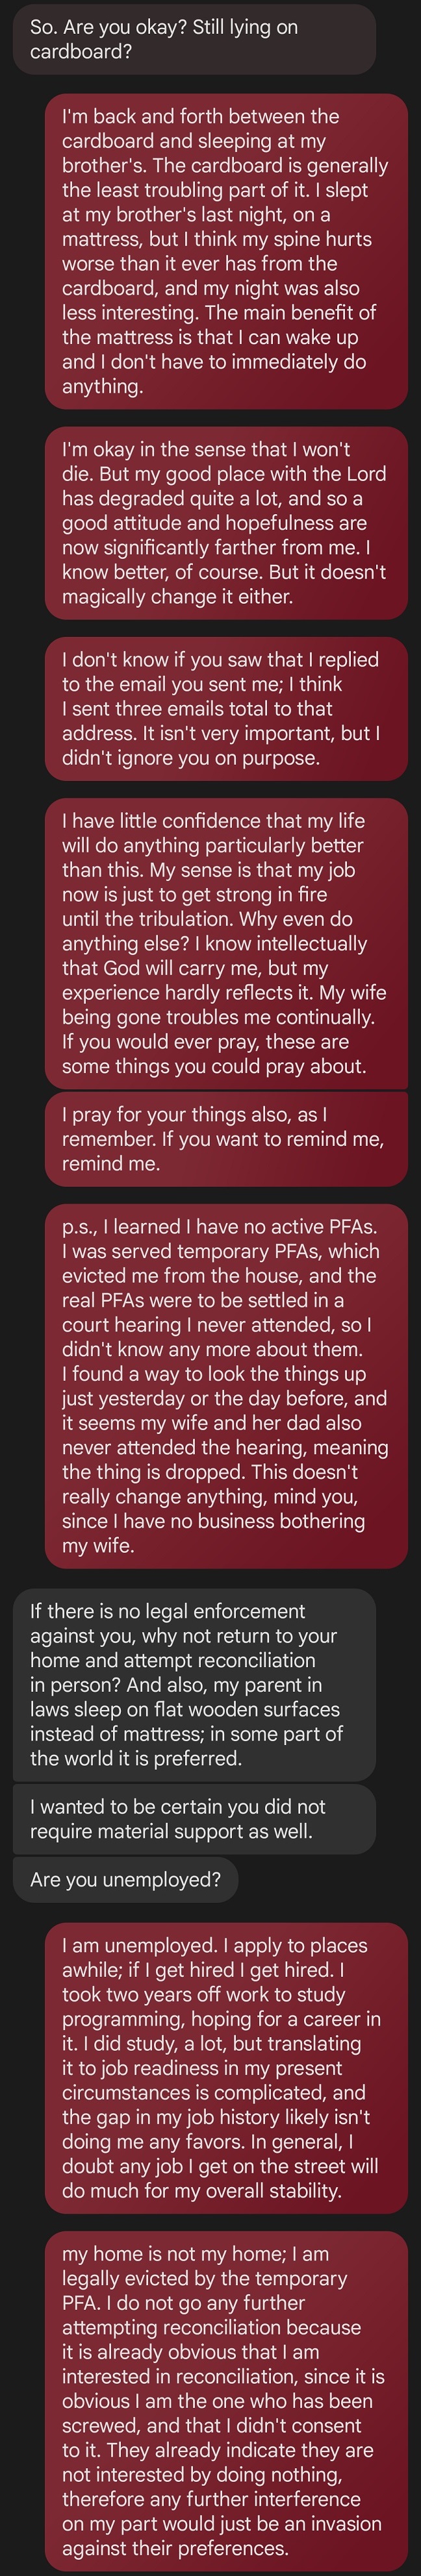 So. Are you okay? Still lying on
cardboard?
I'm back and forth between the
cardboard and sleeping at my
brother's. The cardboard is generally
the least troubling part of it. I slept
at my brother's last night, on a
mattress, but I think my spine hurts
worse than it ever has from the
cardboard, and my night was also
less interesting. The main benefit of
the mattress is that I can wake up
and I don't have to immediately do
anything.
I'm okay in the sense that I won't
die. But my good place with the Lord
has degraded quite a lot, and so a
good attitude and hopefulness are
now significantly farther from me. I
know better, of course. But it doesn't
magically change it either.
I don't know if you saw that I replied
to the email you sent me; I think
I sent three emails total to that
address. It isn't very important, but I
didn't ignore you on purpose.
I have little confidence that my life
will do anything particularly better
than this. My sense is that my job
now is just to get strong in fire
until the tribulation. Why even do
anything else? I know intellectually
that God will carry me, but my
experience hardly reflects it. My wife
being gone troubles me continually.
If you would ever pray, these are
some things you could pray about.
I pray for your things also, as I
remember. If you want to remind me,
remind me.
p.s., I learned I have no active PFAs.
I was served temporary PFAs, which
evicted me from the house, and the
real PFAs were to be settled in a
court hearing I never attended, so I
didn't know any more about them.
I found a way to look the things up
just yesterday or the day before, and
it seems my wife and her dad also
never attended the hearing, meaning
the thing is dropped. This doesn't
really change anything, mind you,
since I have no business bothering
my wife.
If there is no legal enforcement
against you, why not return to your
home and attempt reconciliation
in person? And also, my parent in
laws sleep on flat wooden surfaces
instead of mattress; in some part of
the world it is preferred.
I wanted to be certain you did not
require material support as well.
Are you unemployed?
I am unemployed. I apply to places
awhile; if I get hired I get hired. I
took two years off work to study
programming, hoping for a career in
it. I did study, a lot, but translating
it to job readiness in my present
circumstances is complicated, and
the gap in my job history likely isn't
doing me any favors. In general, I
doubt any job I get on the street will
do much for my overall stability.
my home is not my home; I am
legally evicted by the temporary
PFA. I do not go any further
attempting reconciliation because
it is already obvious that I am
interested in reconciliation, since it is
obvious I am the one who has been
screwed, and that I didn't consent
to it. They already indicate they are
not interested by doing nothing,
therefore any further interference
on my part would just be an invasion
against their preferences.